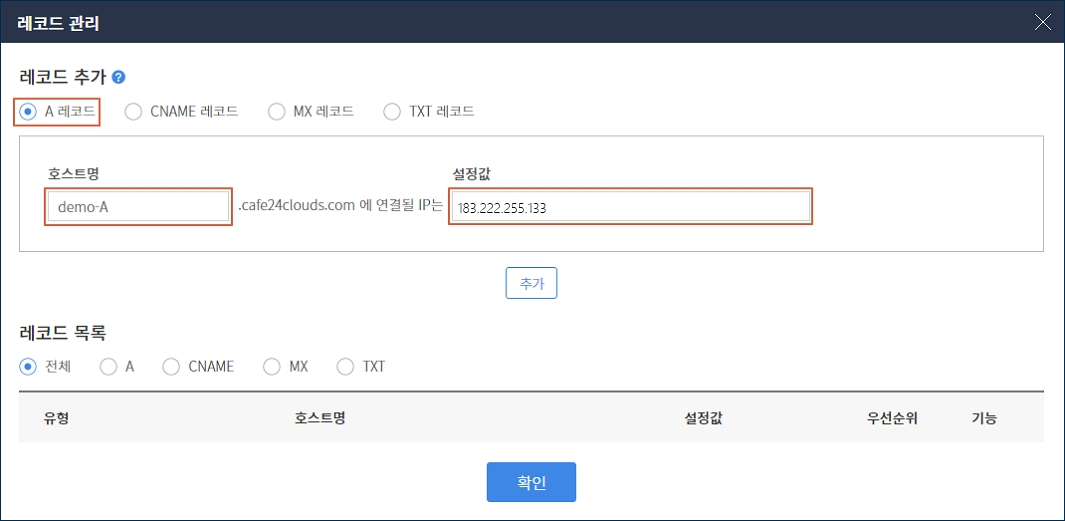 레코드 관리
레코드 추가 ?
A 레코드 CNAME 레코드 MX 레코드 TXT 레코드
호스트명 설정값
demo-A .cafe24clouds.com 에 연결될 IP는 183.222.255.133
추가
레코드 목록
전체 A CNAME MX TXT
유형 호스트명 설정값 우선순위 기능
확인